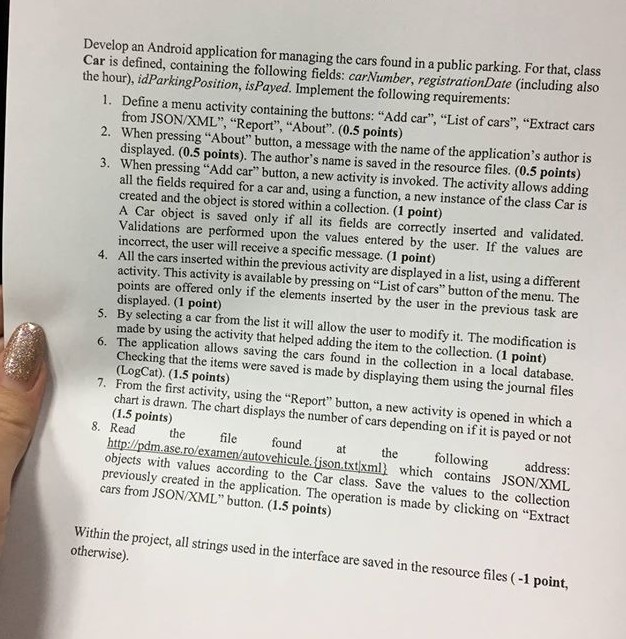 Develop an Android application for managing the cars found in a public parking. For that, class
Car is defined, containing the following fields: carNumber, registrationDate (including also
the hour), idParkingPosition, isPayed. Implement the following requirements:
1. Define a menu activity containing the buttons: “Add car”, “List of cars”, “Extract cars
from JSON/XML”, “Report”, “About”. (0.5 points)
2. When pressing “About” button, a message with the name of the application’s author is
displayed. (0.5 points). The author’s name is saved in the resource files. (0.5 points)
3. When pressing “Add car” button, a new activity is invoked. The activity allows adding
all the fields required for a car and, using a function, a new instance of the class Car is
created and the object is stored within a collection. (1 point)
A Car object is saved only if all its fields are correctly inserted and validated.
Validations are performed upon the values entered by the user. If the values are
incorrect, the user will receive a specific message. (1 point)
4. All the cars inserted within the previous activity are displayed in a list, using a different
activity. This activity is available by pressing on “List of cars” button of the menu. The
points are offered only if the elements inserted by the user in the previous task are
displayed. (1 point)
5. By selecting a car from the list it will allow the user to modify it. The modification is
made by using the activity that helped adding the item to the collection. (1 point)
6. The application allows saving the cars found in the collection in a local database.
Checking that the items were saved is made by displaying them using the journal files
(LogCat). (1.5 points)
7. From the first activity, using the “Report” button, a new activity is opened in which a
chart is drawn. The chart displays the number of cars depending on if it is payed or not
(1.5 points)
8. Read the file found at the following address:
http://pdm.ase.ro/examen/autovehicule.{json.txt|xml} which contains JSON/XML
objects with values according to the Car class. Save the values to the collection
previously created in the application. The operation is made by clicking on “Extract
cars from JSON/XML” button. (1.5 points)
Within the project, all strings used in the interface are saved in the resource files ( -1 point,
otherwise).